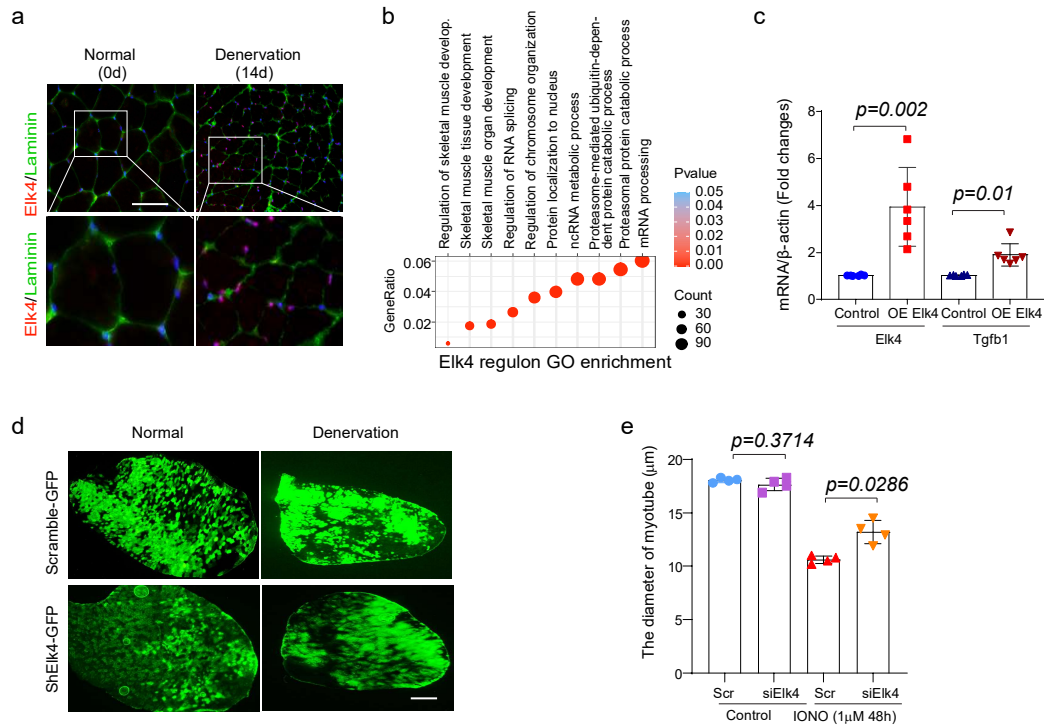 a
Normal
(0d)
Denervation
(14d)
Elk4/Laminin
Elk4/Laminin
b
Regulation of skeletal muscle develop.
Skeletal muscle tissue development
Skeletal muscle organ development
Regulation of RNA splicing
Regulation of chromosome organization
Protein localization to nucleus
ncRNA metabolic process
Proteasome-mediated ubiquitin-depen-
dent protein catabolic process
Proteasomal protein catabolic process
mRNA processing
GeneRatio
0.06
0.04
0.02
Elk4 regulon GO enrichment
Pvalue
0.05
0.04
0.03
0.02
0.01
0.00
Count
30
60
90
c
mRNA/β-actin (Fold changes)
8
6
4
2
0
p=0.002
p=0.01
Control OE Elk4 Control OE Elk4
Elk4 Tgfb1
d
Normal Denervation
Scramble-GFP
ShElk4-GFP
e
The diameter of myotube (μm)
20
15
10
5
0
p=0.3714
p=0.0286
Scr siElk4 Scr siElk4
Control IONO (1μM 48h)